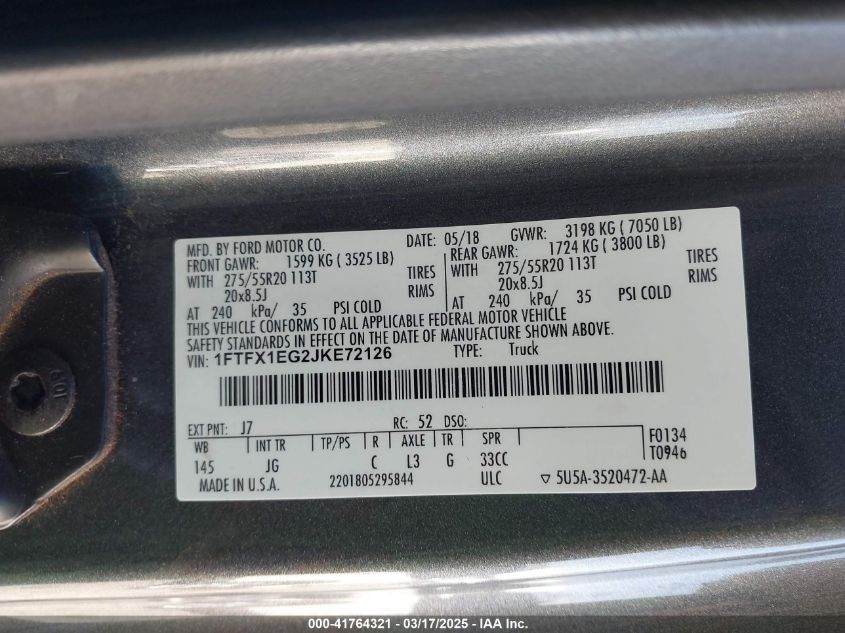 MFD. BY FORD MOTOR CO. DATE: 05/18 GVWR: 3198 KG ( 7050 LB)
FRONT GAWR: 1599 KG ( 3525 LB) REAR GAWR: 1724 KG ( 3800 LB)
WITH 275/55R20 113T TIRES WITH 275/55R20 113T TIRES
20x8.5J RIMS 20x8.5J RIMS
AT 240 kPa/ 35 PSI COLD AT 240 kPa/ 35 PSI COLD
THIS VEHICLE CONFORMS TO ALL APPLICABLE FEDERAL MOTOR VEHICLE
SAFETY STANDARDS IN EFFECT ON THE DATE OF MANUFACTURE SHOWN ABOVE.
VIN: 1FTFX1EG2JKE72126 TYPE: Truck
EXT PNT: J7 RC: 52 DSO:
WB INT TR TP/PS R AXLE TR SPR F0134
145 JG C L3 G 33CC T0946
MADE IN U.S.A. 2201805295844 ULC ▽ 5U5A-3520472-AA
10.9
000-41764321 - 03/17/2025 - IAA Inc.